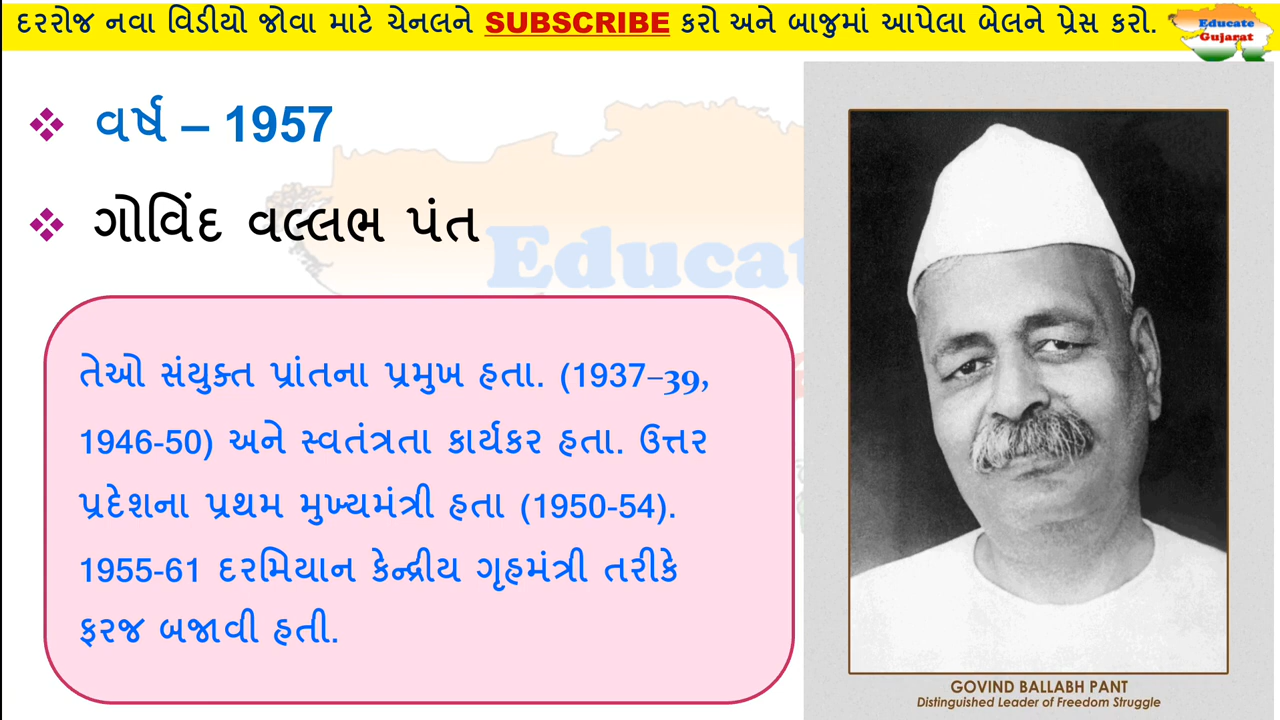 દરરોજ નવા વિડીયો જોવા માટે ચેનલને SUBSCRIBE કરો અને બાજુમાં આપેલા બેલને પ્રેસ કરો.
Educate
Gujarat
❖ વર્ષ – 1957
❖ ગોવિંદ વલ્લભ પંત
Educat
તેઓ સંયુક્ત પ્રાંતના પ્રમુખ હતા. (1937–39,
1946-50) અને સ્વતંત્રતા કાર્યકર હતા. ઉત્તર
પ્રદેશના પ્રથમ મુખ્યમંત્રી હતા (1950-54).
1955-61 દરમિયાન કેન્દ્રીય ગૃહમંત્રી તરીકે
ફરજ બજાવી હતી.
GOVIND BALLABH PANT
Distinguished Leader of Freedom Struggle